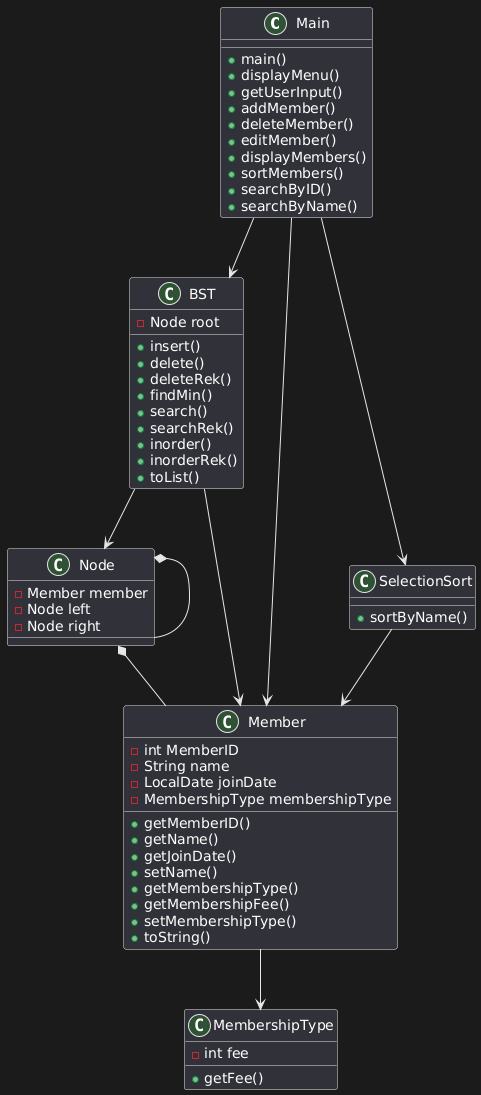 C Main
main()
displayMenu()
getUserInput()
addMember()
deleteMember()
editMember()
displayMembers()
sortMembers()
searchByID()
searchByName()
C BST
Node root
insert()
delete()
deleteRek()
findMin()
search()
searchRek()
inorder()
inorderRek()
toList()
C Node
Member member
Node left
Node right
C SelectionSort
sortByName()
C Member
int MemberID
String name
LocalDate joinDate
MembershipType membershipType
getMemberID()
getName()
getJoinDate()
setName()
getMembershipType()
getMembershipFee()
setMembershipType()
toString()
C MembershipType
int fee
getFee()